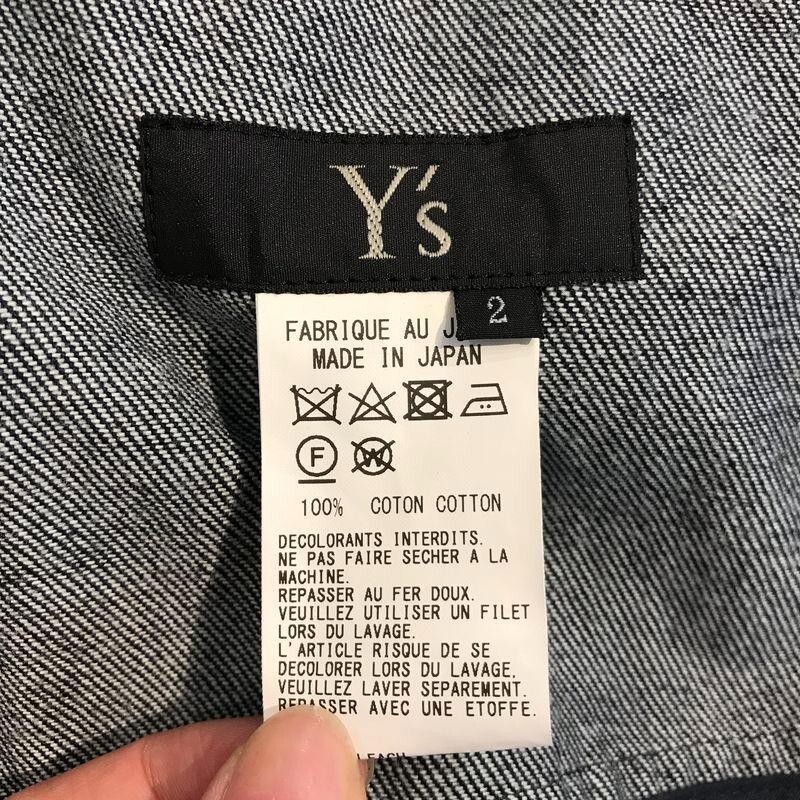 Y's
2
FABRIQUE AU J
MADE IN JAPAN
F
W
100% COTON COTTON
DECOLORANTS INTERDITS.
NE PAS FAIRE SECHER A LA
MACHINE.
REPASSER AU FER DOUX.
VEUILLEZ UTILISER UN FILET
LORS DU LAVAGE.
L'ARTICLE RISQUE DE SE
DECOLORER LORS DU LAVAGE,
VEUILLEZ LAVER SEPAREMENT.
REPASSER AVEC UNE ETOFFE.